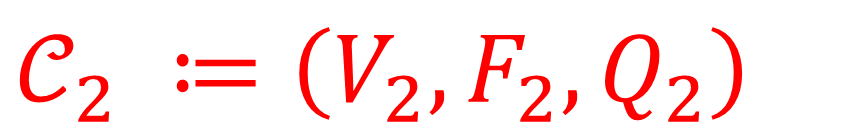 𝒞₂ ≔ (V₂, F₂, Q₂)